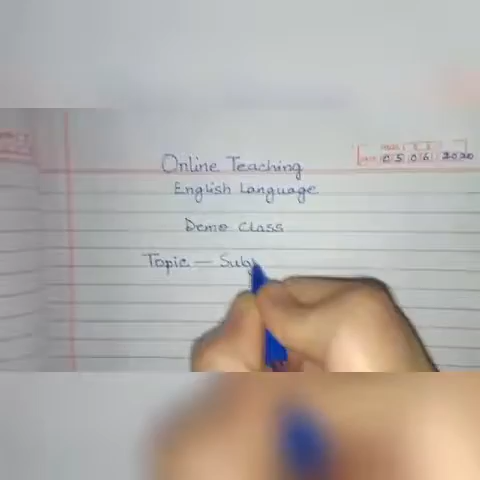 Online Teaching
05 06 2020
English Language
Demo Class
Topic — Sub